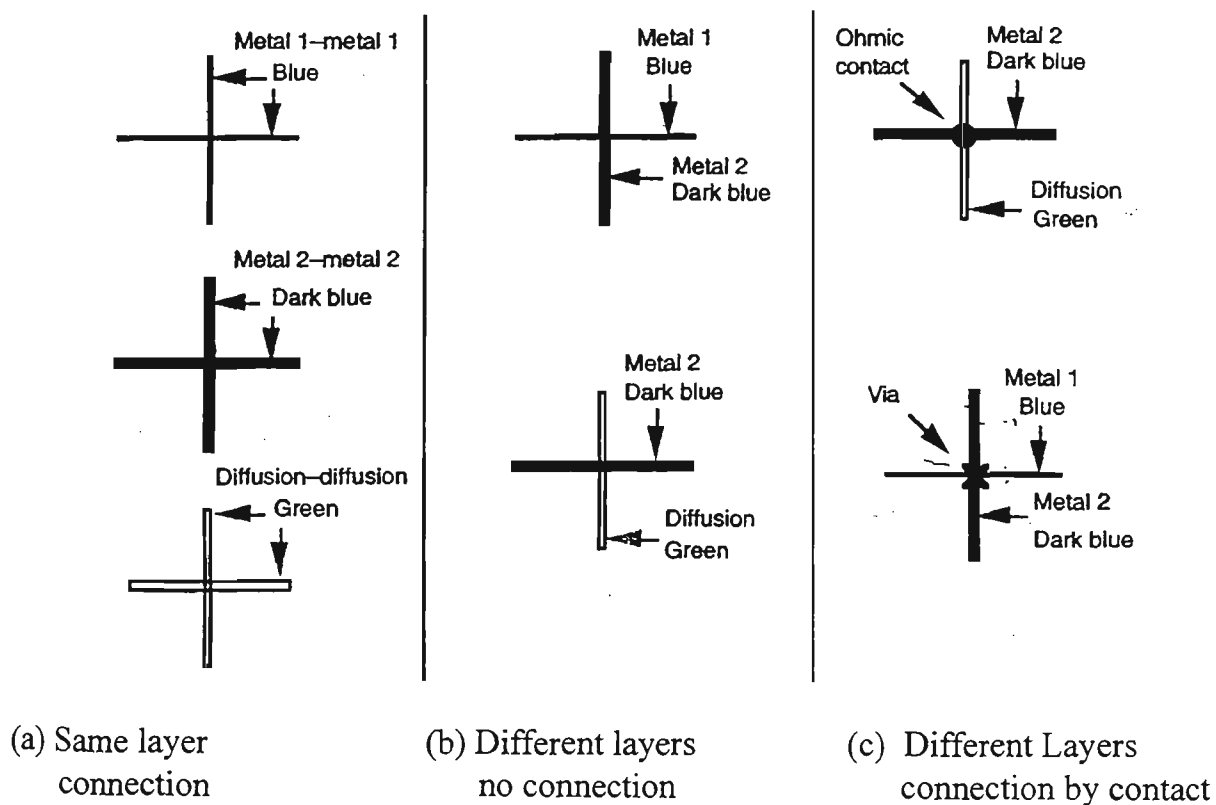 Metal 1–metal 1
Blue
Metal 2–metal 2
Dark blue
Diffusion–diffusion
Green
(a) Same layer
connection
Metal 1
Blue
Metal 2
Dark blue
Metal 2
Dark blue
Diffusion
Green
(b) Different layers
no connection
Ohmic
contact
Metal 2
Dark blue
Diffusion
Green
Via
Metal 1
Blue
Metal 2
Dark blue
(c) Different Layers
connection by contact